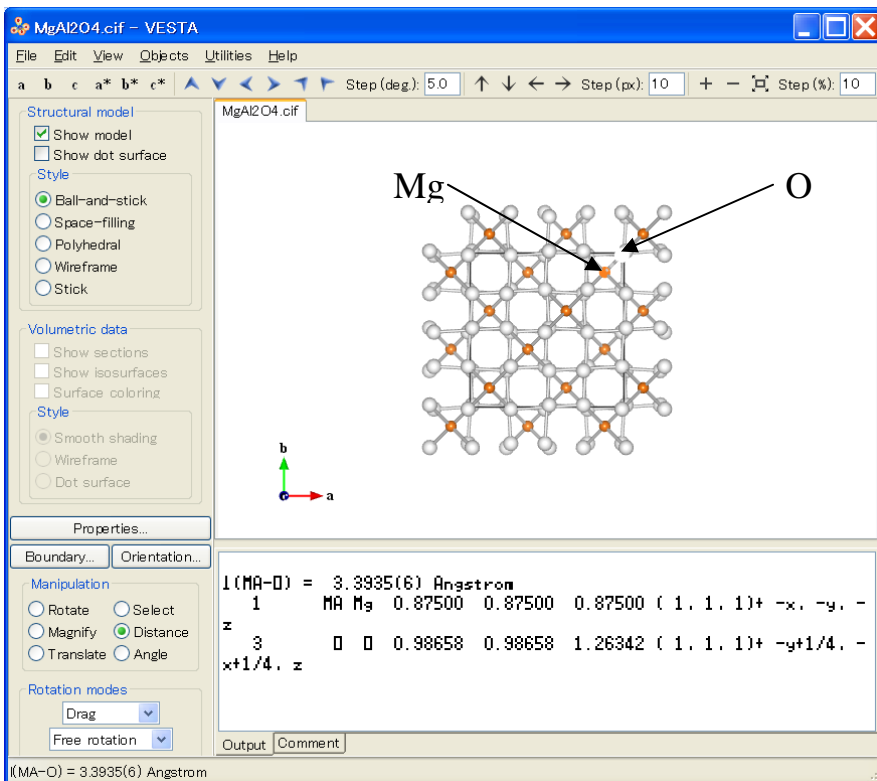 MgAl2O4.cif - VESTA
File Edit View Objects Utilities Help
a b c a* b* c* Step (deg.): 5.0 ↑ ↓ ← → Step (px): 10 + − Step (%): 10
Structural model
Show model
Show dot surface
Style
Ball-and-stick
Space-filling
Polyhedral
Wireframe
Stick
Volumetric data
Show sections
Show isosurfaces
Surface coloring
Style
Smooth shading
Wireframe
Dot surface
Properties...
Boundary... Orientation...
Manipulation
Rotate Select
Magnify Distance
Translate Angle
Rotation modes
Drag
Free rotation
MgAl2O4.cif
Mg O
b
a
l(MA-O) = 3.3935(6) Angstrom
1 MA Mg 0.87500 0.87500 0.87500 ( 1, 1, 1)+ -x, -y, -
z
3 O O 0.98658 0.98658 1.26342 ( 1, 1, 1)+ -y+1/4, -
x+1/4, z
Output Comment
l(MA-O) = 3.3935(6) Angstrom